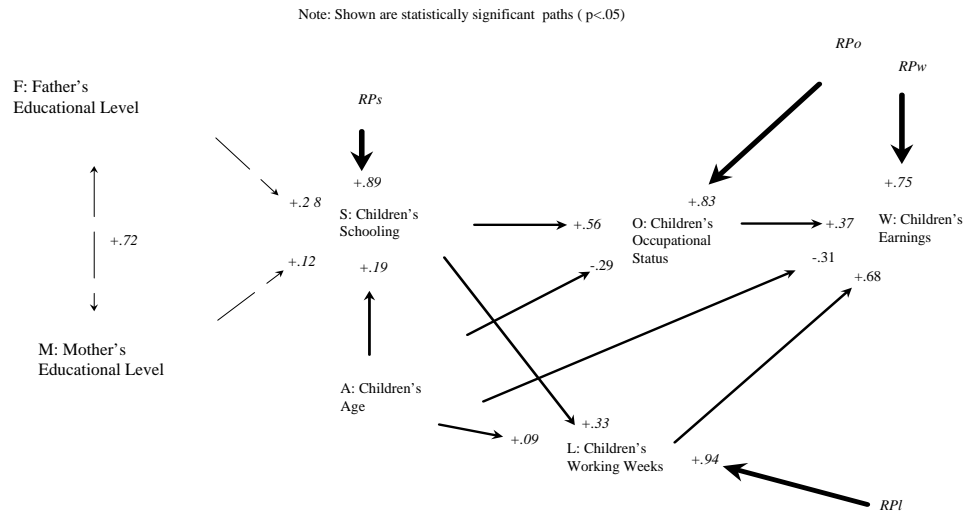 Note: Shown are statistically significant paths ( p<.05)
RPo
RPw
F: Father's
Educational Level
RPs
+.89
+.75
+.2 8
+.83
S: Children's
Schooling
+.56
O: Children's
Occupational
Status
+.37
W: Children's
Earnings
+.72
+.12
+.19
-.29
-.31
+.68
M: Mother's
Educational Level
A: Children's
Age
+.33
+.09
L: Children's
Working Weeks
+.94
RPl